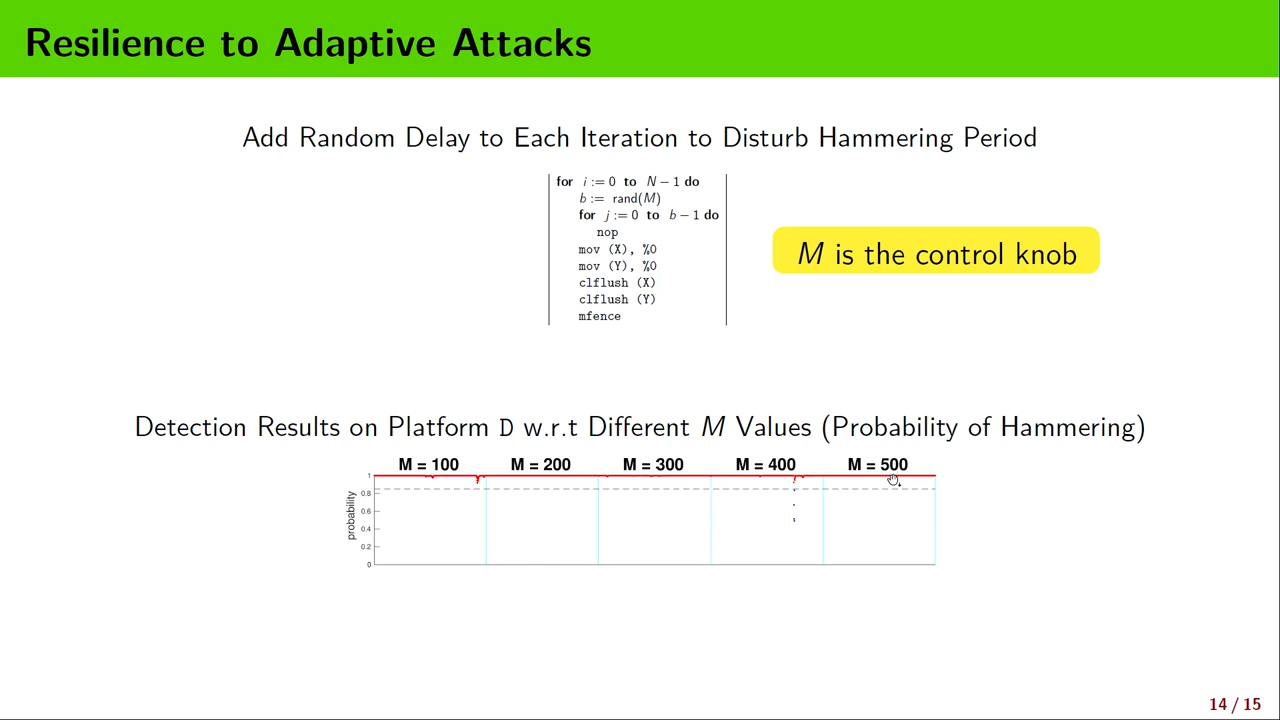 Resilience to Adaptive Attacks
Add Random Delay to Each Iteration to Disturb Hammering Period
for i := 0 to N − 1 do
b := rand(M)
for j := 0 to b − 1 do
nop
mov (X), %0
mov (Y), %0
clflush (X)
clflush (Y)
mfence
M is the control knob
Detection Results on Platform D w.r.t Different M Values (Probability of Hammering)
M = 100 M = 200 M = 300 M = 400 M = 500
probability
1
0.8
0.6
0.4
0.2
0
14 / 15